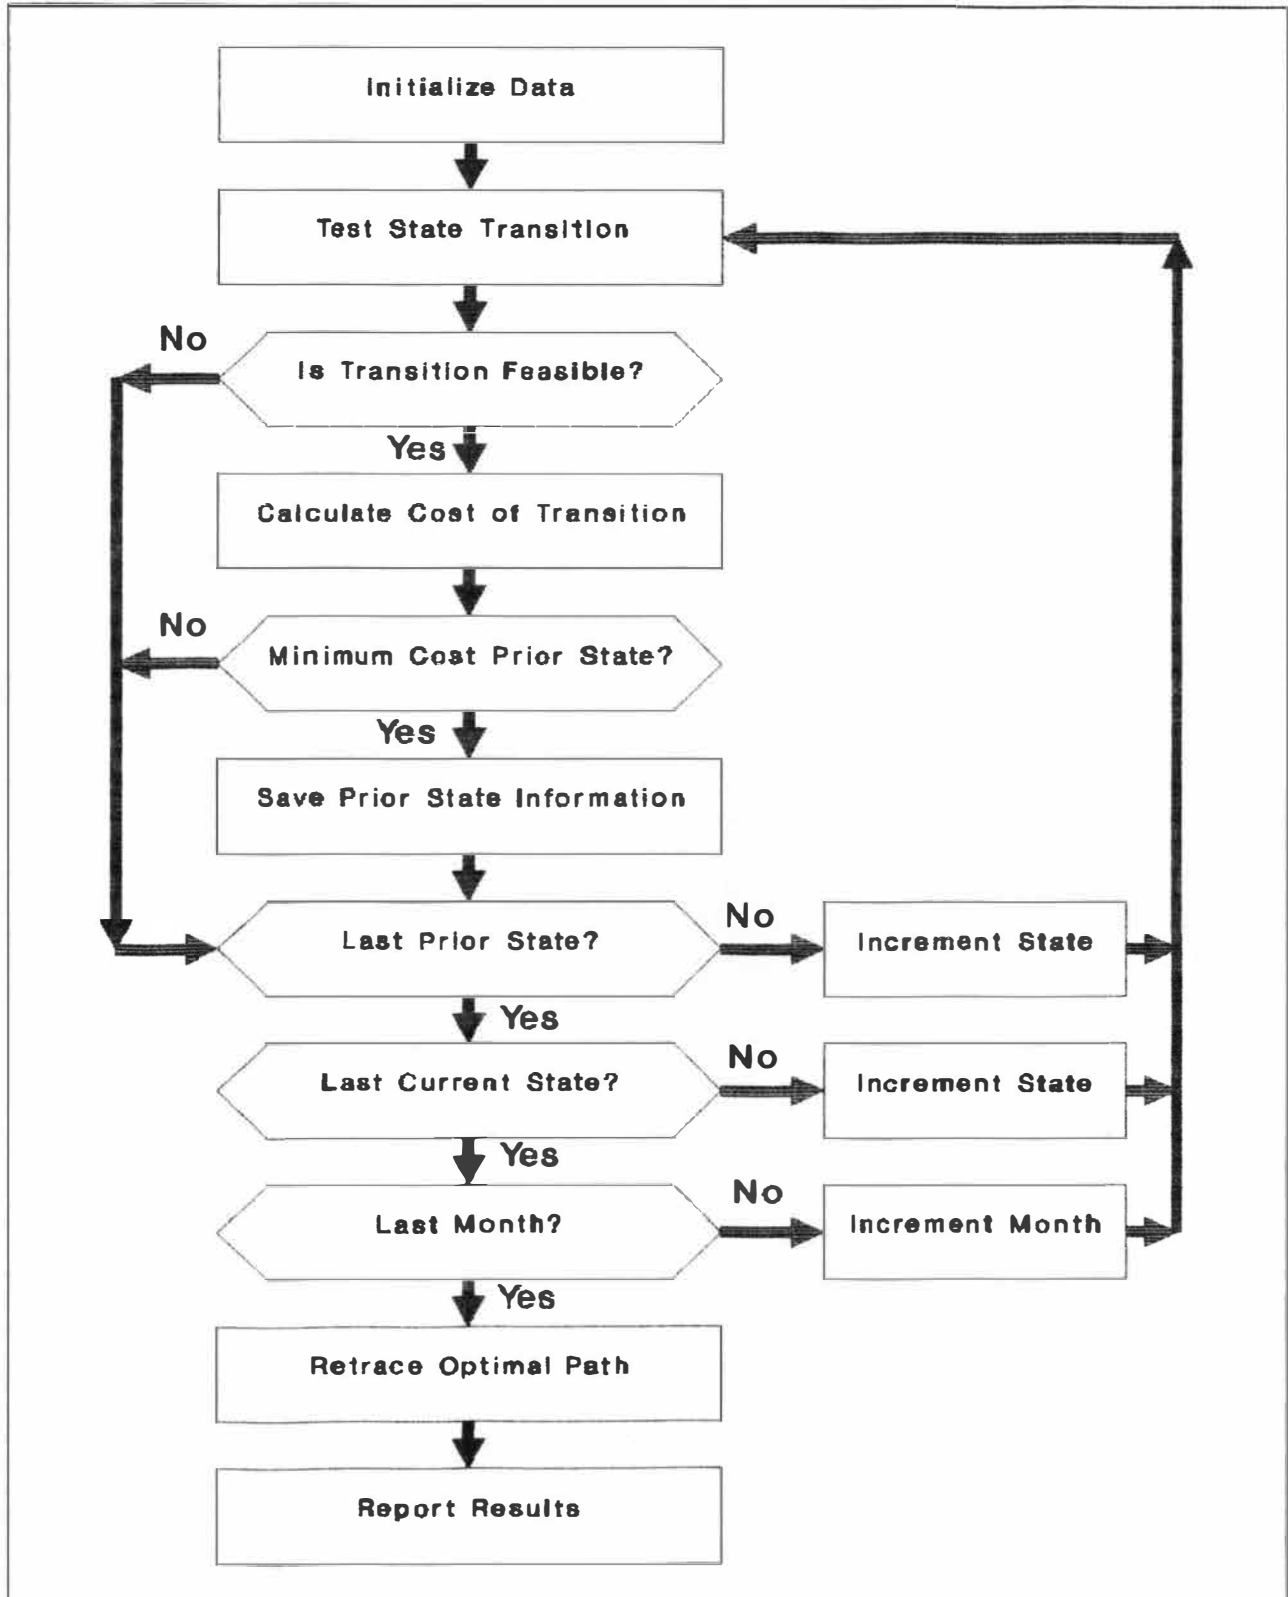 Initialize Data
Test State Transition
No
Is Transition Feasible?
Yes
Calculate Cost of Transition
No
Minimum Cost Prior State?
Yes
Save Prior State Information
Last Prior State?
No
Increment State
Yes
Last Current State?
No
Increment State
Yes
Last Month?
No
Increment Month
Yes
Retrace Optimal Path
Report Results